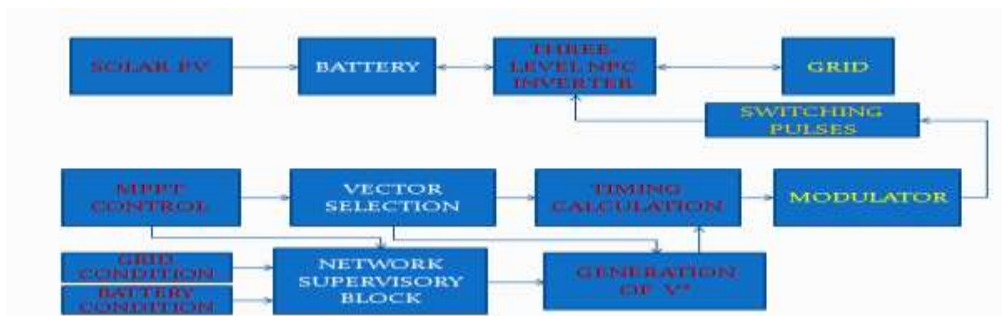 SOLAR PV
BATTERY
THREE-
LEVEL NPC
INVERTER
GRID
SWITCHING
PULSES
MPPT
CONTROL
VECTOR
SELECTION
TIMING
CALCULATION
MODULATOR
GRID
CONDITION
BATTERY
CONDITION
NETWORK
SUPERVISORY
BLOCK
GENERATION
OF V*